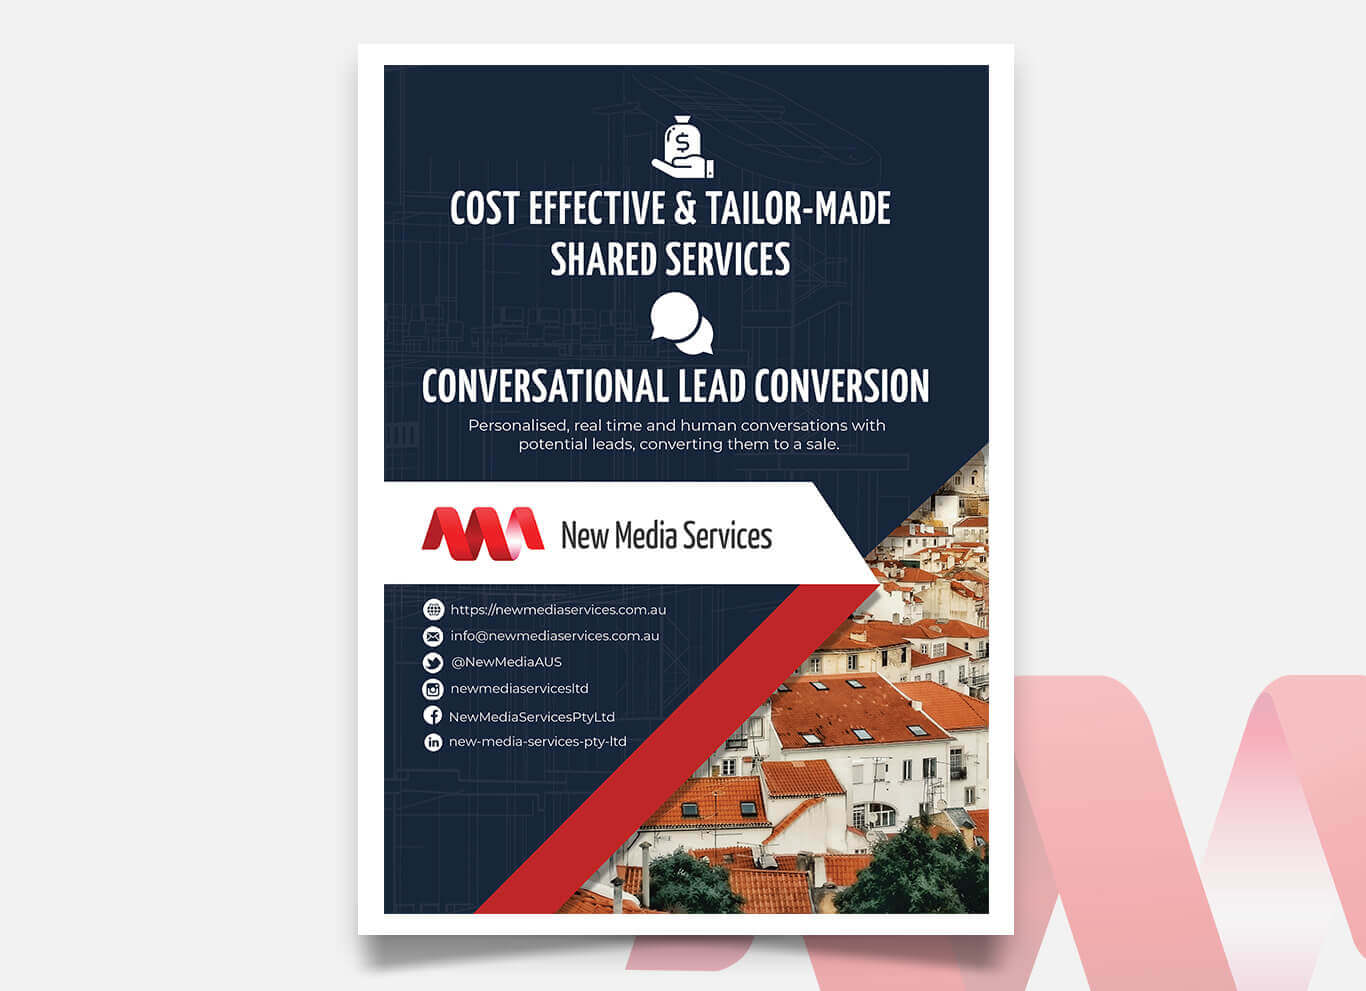 $
COST EFFECTIVE & TAILOR-MADE
SHARED SERVICES
CONVERSATIONAL LEAD CONVERSION
Personalised, real time and human conversations with
potential leads, converting them to a sale.
New Media Services
https://newmediaservices.com.au
info@newmediaservices.com.au
@NewMediaAUS
newmediaservicesltd
NewMediaServicesPtyLtd
new-media-services-pty-ltd